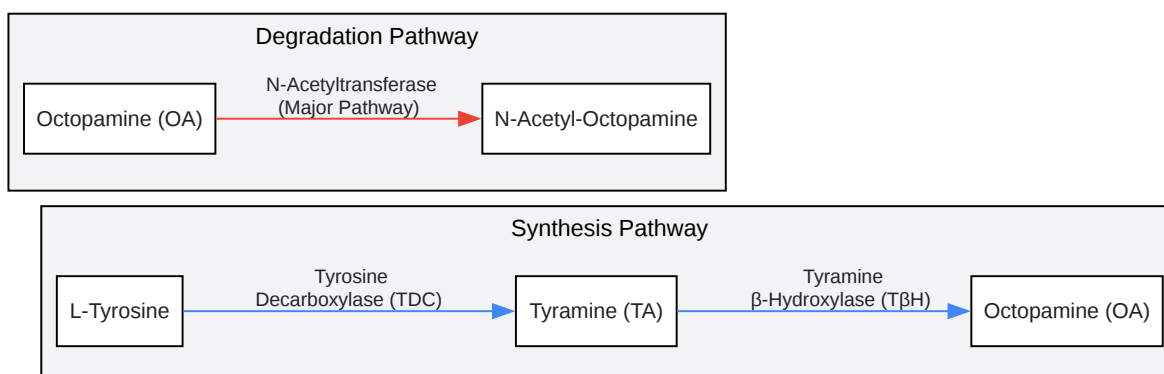 Degradation Pathway
N-Acetyltransferase
(Major Pathway)
Octopamine (OA)
N-Acetyl-Octopamine
Synthesis Pathway
Tyrosine
Decarboxylase (TDC)
Tyramine
β-Hydroxylase (TβH)
L-Tyrosine
Tyramine (TA)
Octopamine (OA)